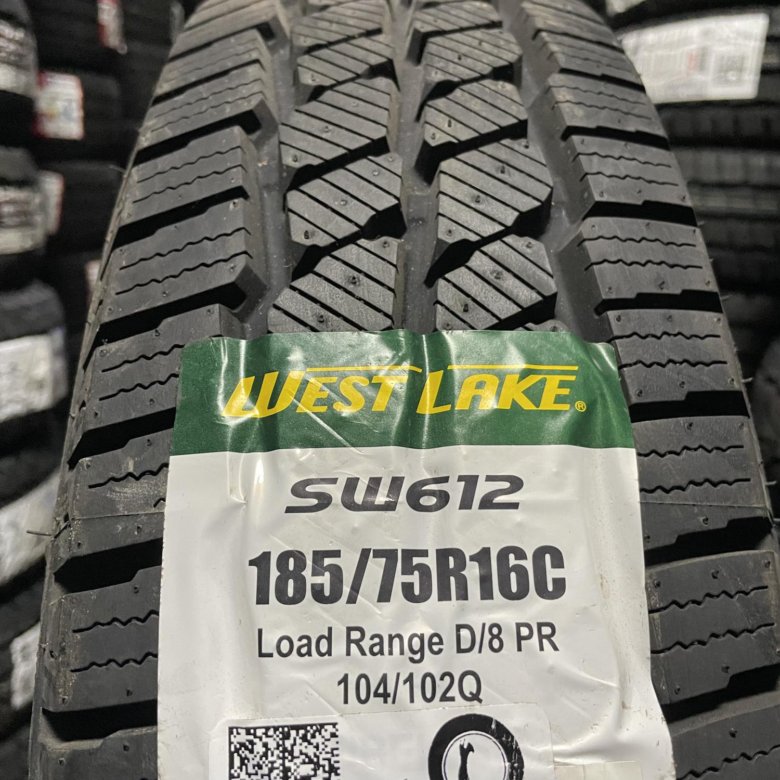 WEST LAKE®
SW612
185/75R16C
Load Range D/8 PR
104/102Q